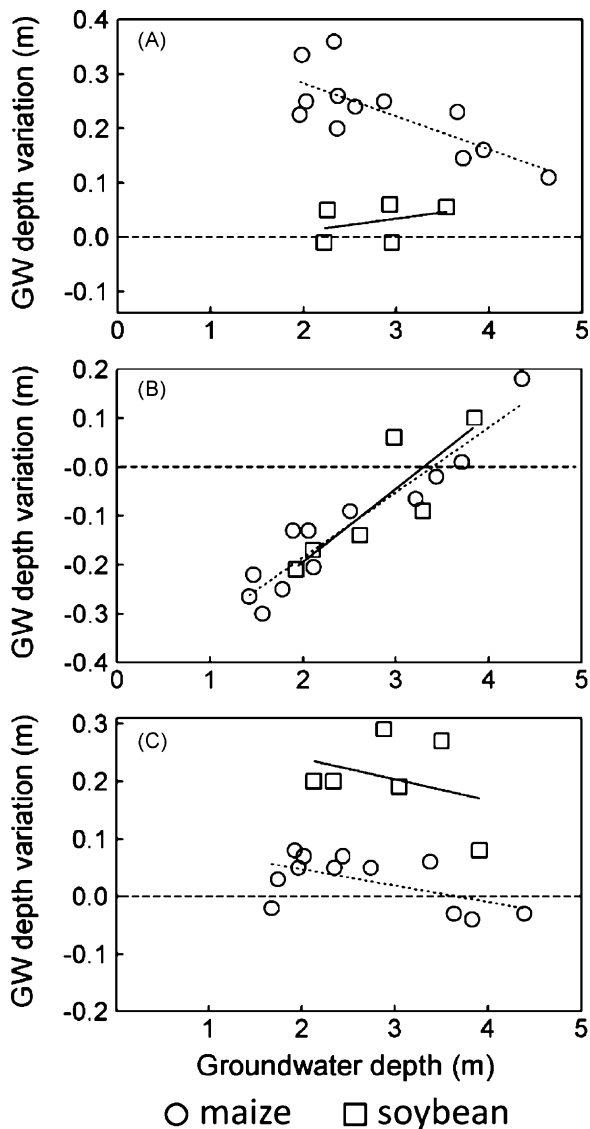 (A)
GW depth variation (m)
0.4
0.3
0.2
0.1
0.0
-0.1
0 1 2 3 4 5
(B)
GW depth variation (m)
0.2
0.1
-0.0
-0.1
-0.2
-0.3
-0.4
0 1 2 3 4 5
(C)
GW depth variation (m)
0.3
0.2
0.1
0.0
-0.1
-0.2
0 1 2 3 4 5
Groundwater depth (m)
maize soybean